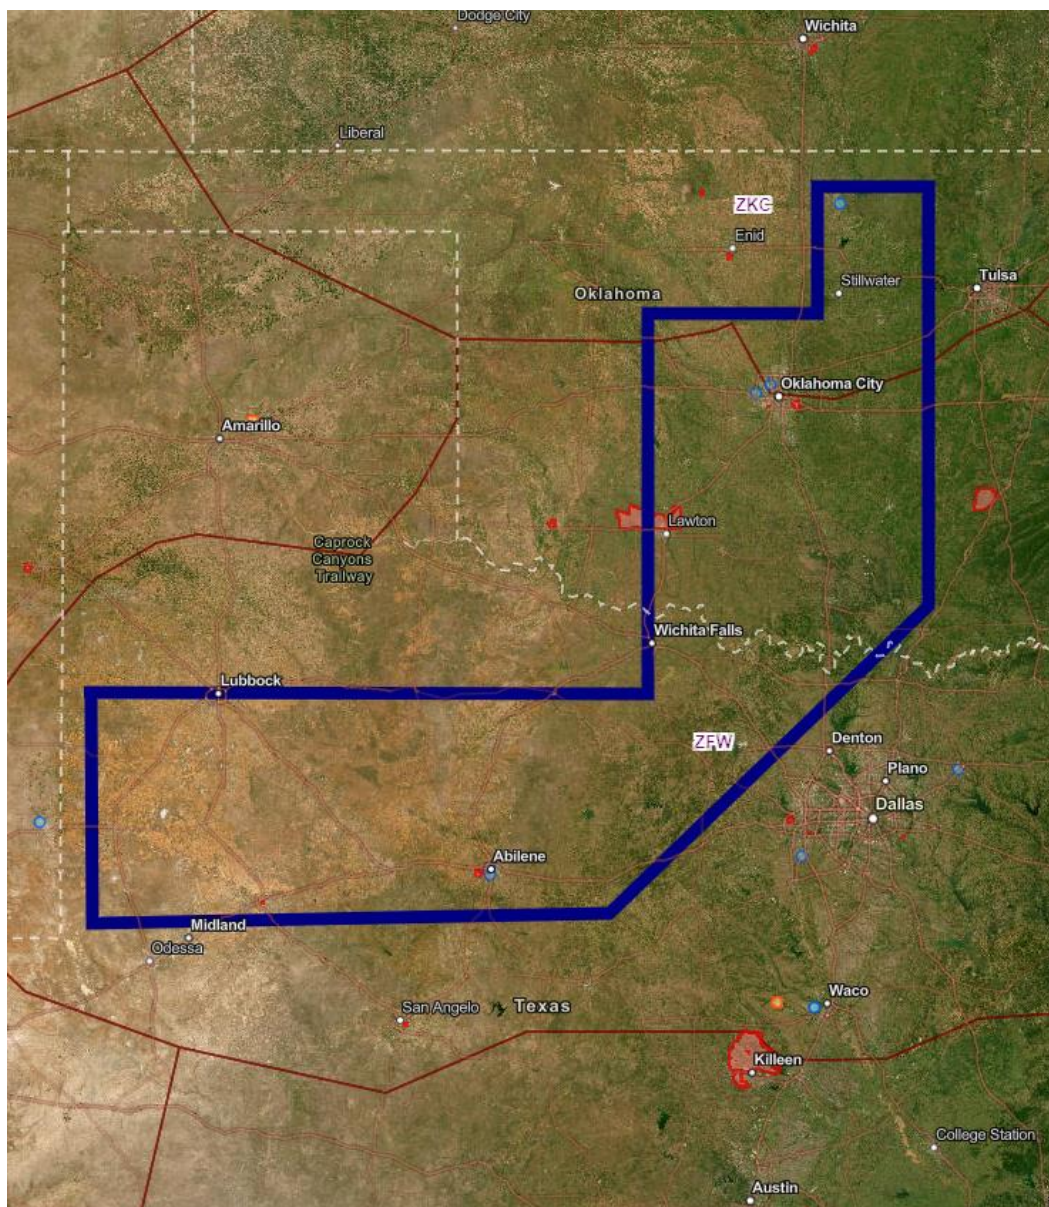 Dodge City
Wichita
Liberal
ZKC
Enid
Stillwater
Tulsa
Oklahoma
Oklahoma City
Amarillo
Lawton
Caprock
Canyons
Trailway
Wichita Falls
Lubbock
ZFW
Denton
Plano
Dallas
Abilene
Midland
Odessa
San Angelo
Texas
Waco
Killeen
College Station
Austin